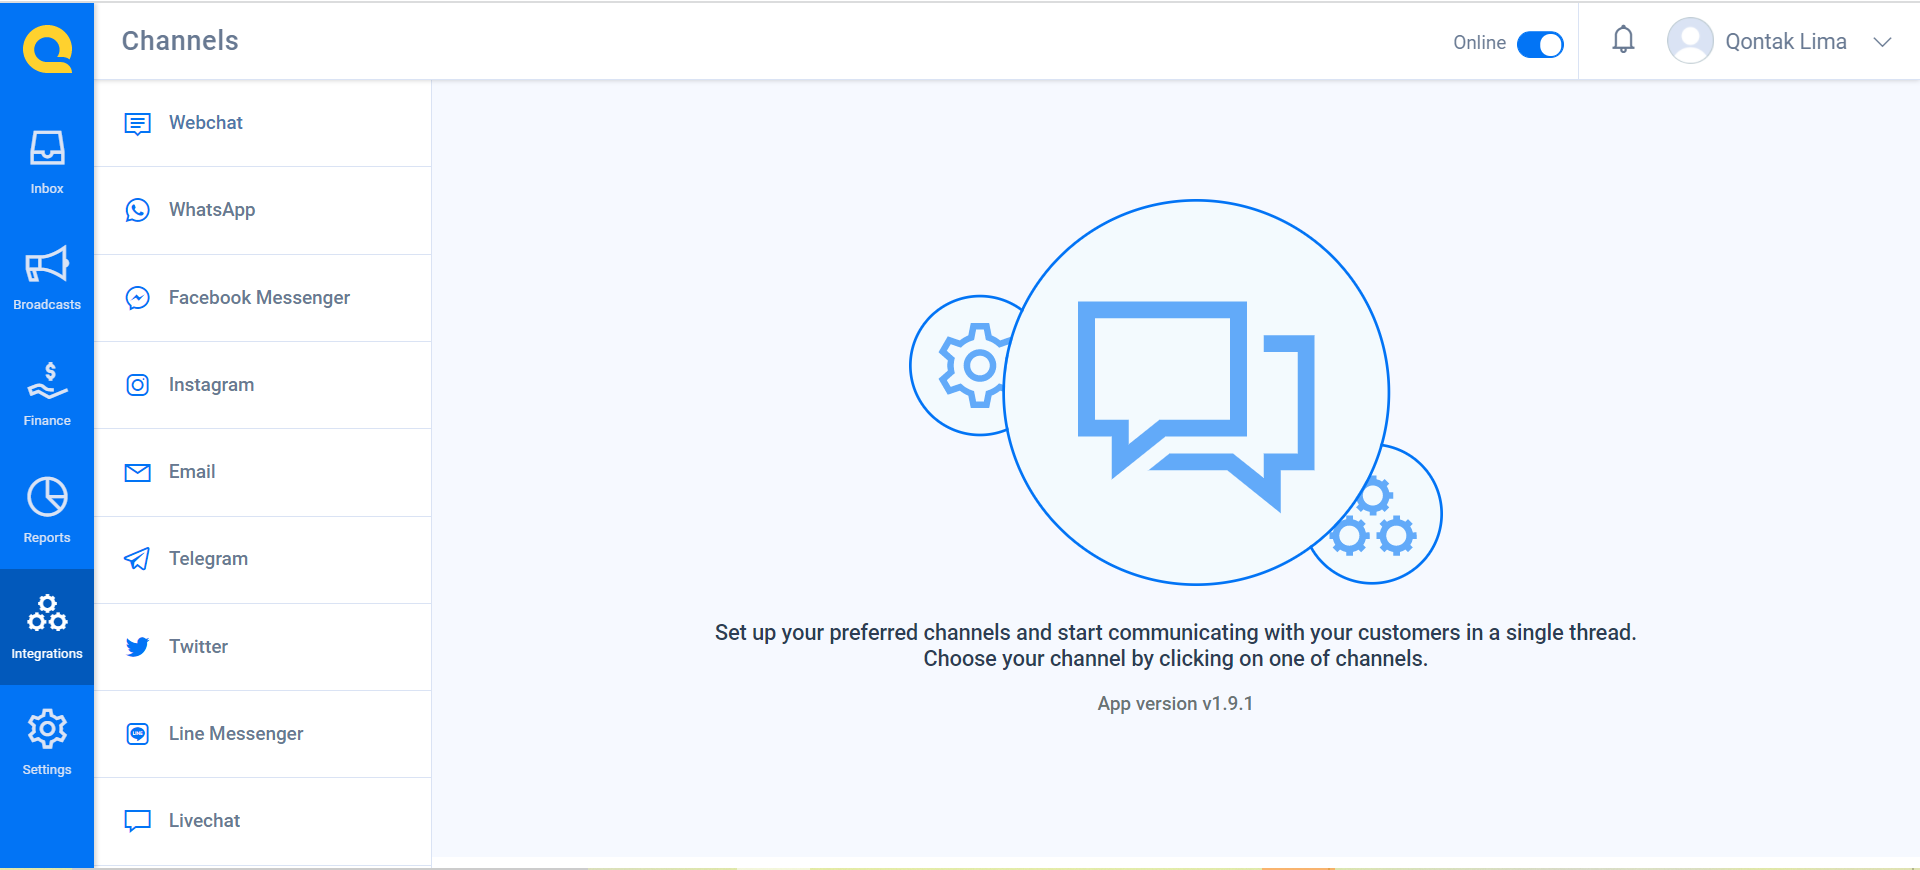 Channels
Online
Qontak Lima
Inbox
Broadcasts
Finance
Reports
Integrations
Settings
Webchat
WhatsApp
Facebook Messenger
Instagram
Email
Telegram
Twitter
Line Messenger
Livechat
Set up your preferred channels and start communicating with your customers in a single thread.
Choose your channel by clicking on one of channels.
App version v1.9.1